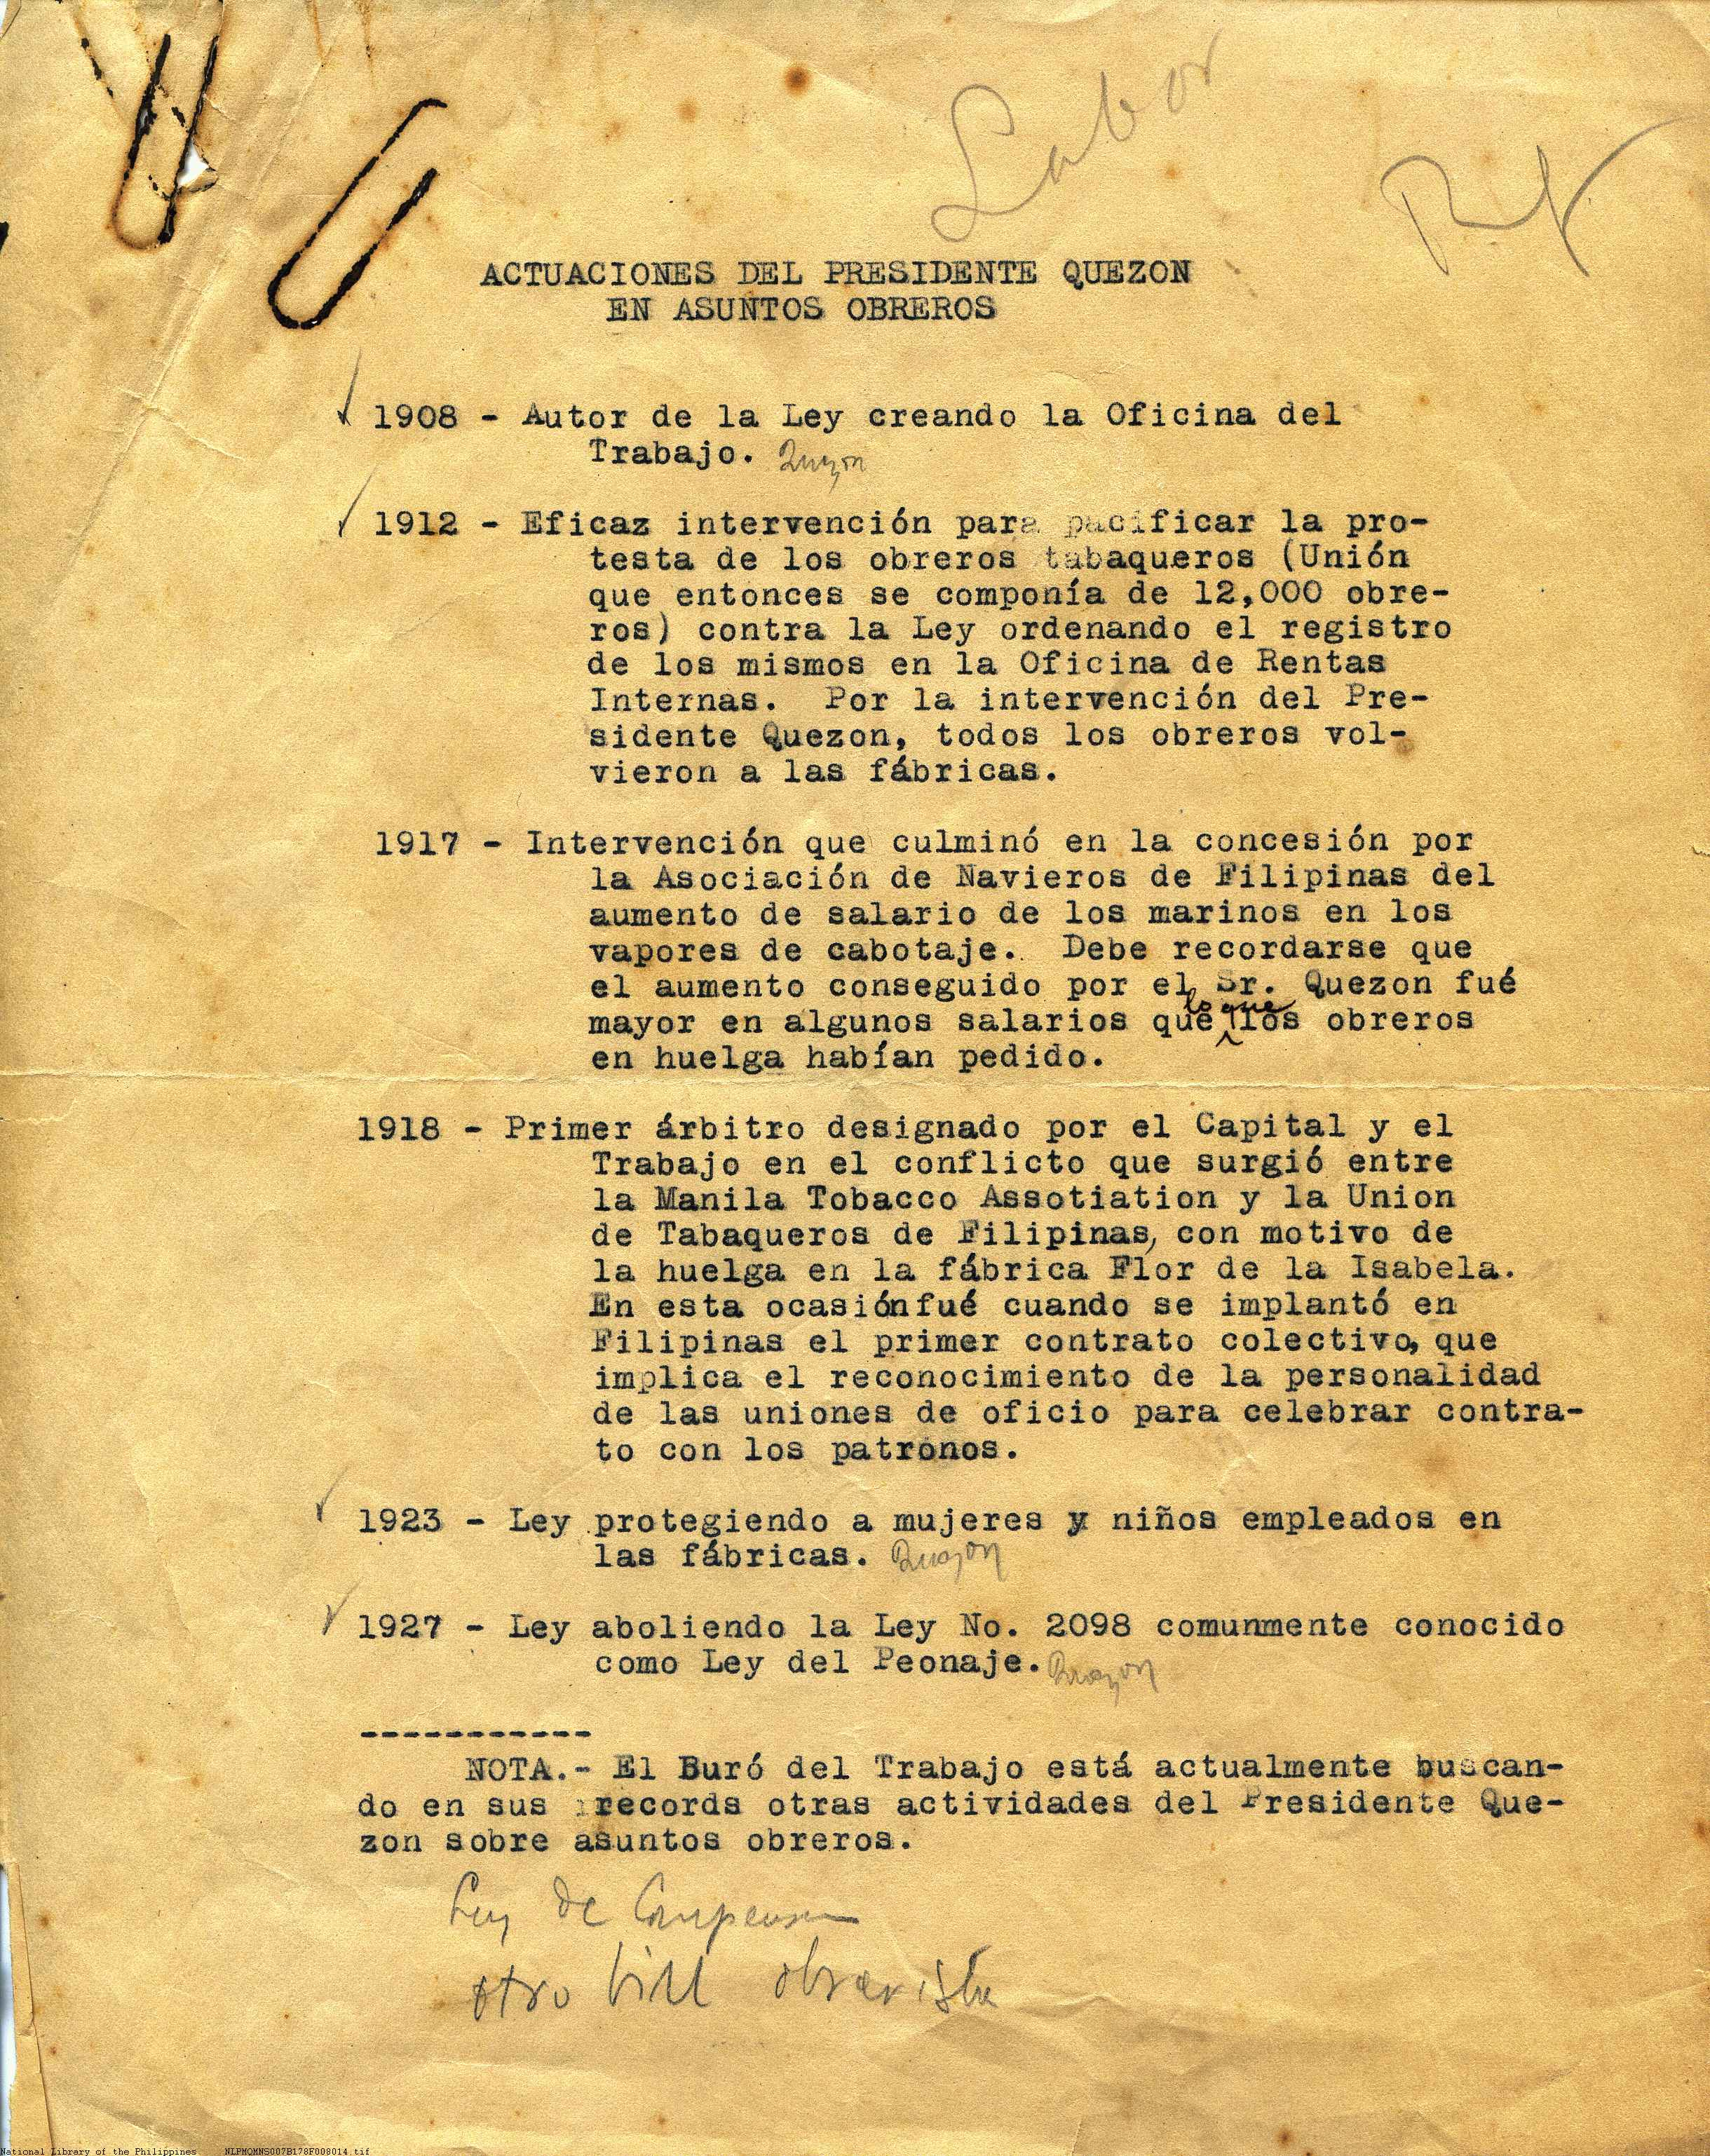 Labor
ACTUACIONES DEL PRESIDENTE QUEZON
EN ASUNTOS OBREROS
1908 - Autor de la Ley creando la Oficina del
Trabajo. Quezon
1912 - Eficaz intervención para pacificar la pro-
testa de los obreros tabaqueros (Unión
que entonces se componía de 12,000 obre-
ros) contra la Ley ordenando el registro
de los mismos en la Oficina de Rentas
Internas. Por la intervención del Pre-
sidente Quezon, todos los obreros vol-
vieron a las fábricas.
1917 - Intervención que culminó en la concesión por
la Asociación de Navieros de Filipinas del
aumento de salario de los marinos en los
vapores de cabotaje. Debe recordarse que
el aumento conseguido por el Sr. Quezon fué
mayor en algunos salarios que lo que los obreros
en huelga habían pedido.
1918 - Primer árbitro designado por el Capital y el
Trabajo en el conflicto que surgió entre
la Manila Tobacco Assotiation y la Union
de Tabaqueros de Filipinas, con motivo de
la huelga en la fábrica Flor de la Isabela.
En esta ocasiónfué cuando se implantó en
Filipinas el primer contrato colectivo, que
implica el reconocimiento de la personalidad
de las uniones de oficio para celebrar contra-
to con los patronos.
1923 - Ley protegiendo a mujeres y niños empleados en
las fábricas. Quezon
1927 - Ley aboliendo la Ley No. 2098 comunmente conocido
como Ley del Peonaje. Quezon
-----------
NOTA.- El Buró del Trabajo está actualmente buscan-
do en sus records otras actividades del Presidente Que-
zon sobre asuntos obreros.
Ley de
otro bill obrerista
National Library of the Philippines NLPMQMNS007B178F008014.tif